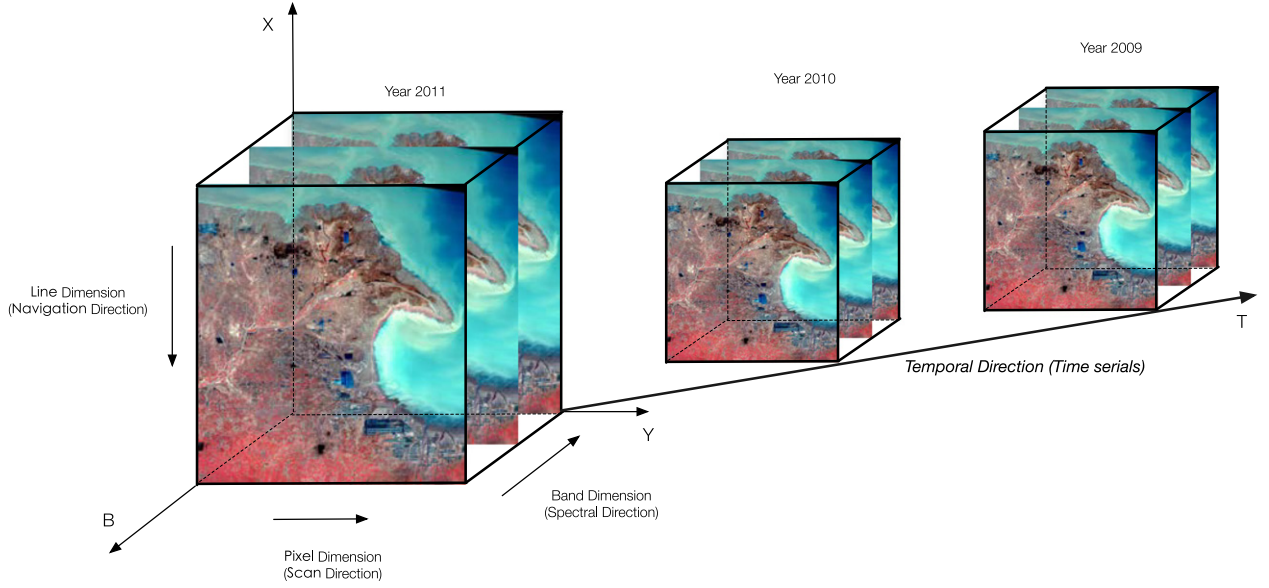 X
Year 2011
Year 2010
Year 2009
Line Dimension
(Navigation Direction)
T
Temporal Direction (Time serials)
Y
B
Band Dimension
(Spectral Direction)
Pixel Dimension
(Scan Direction)